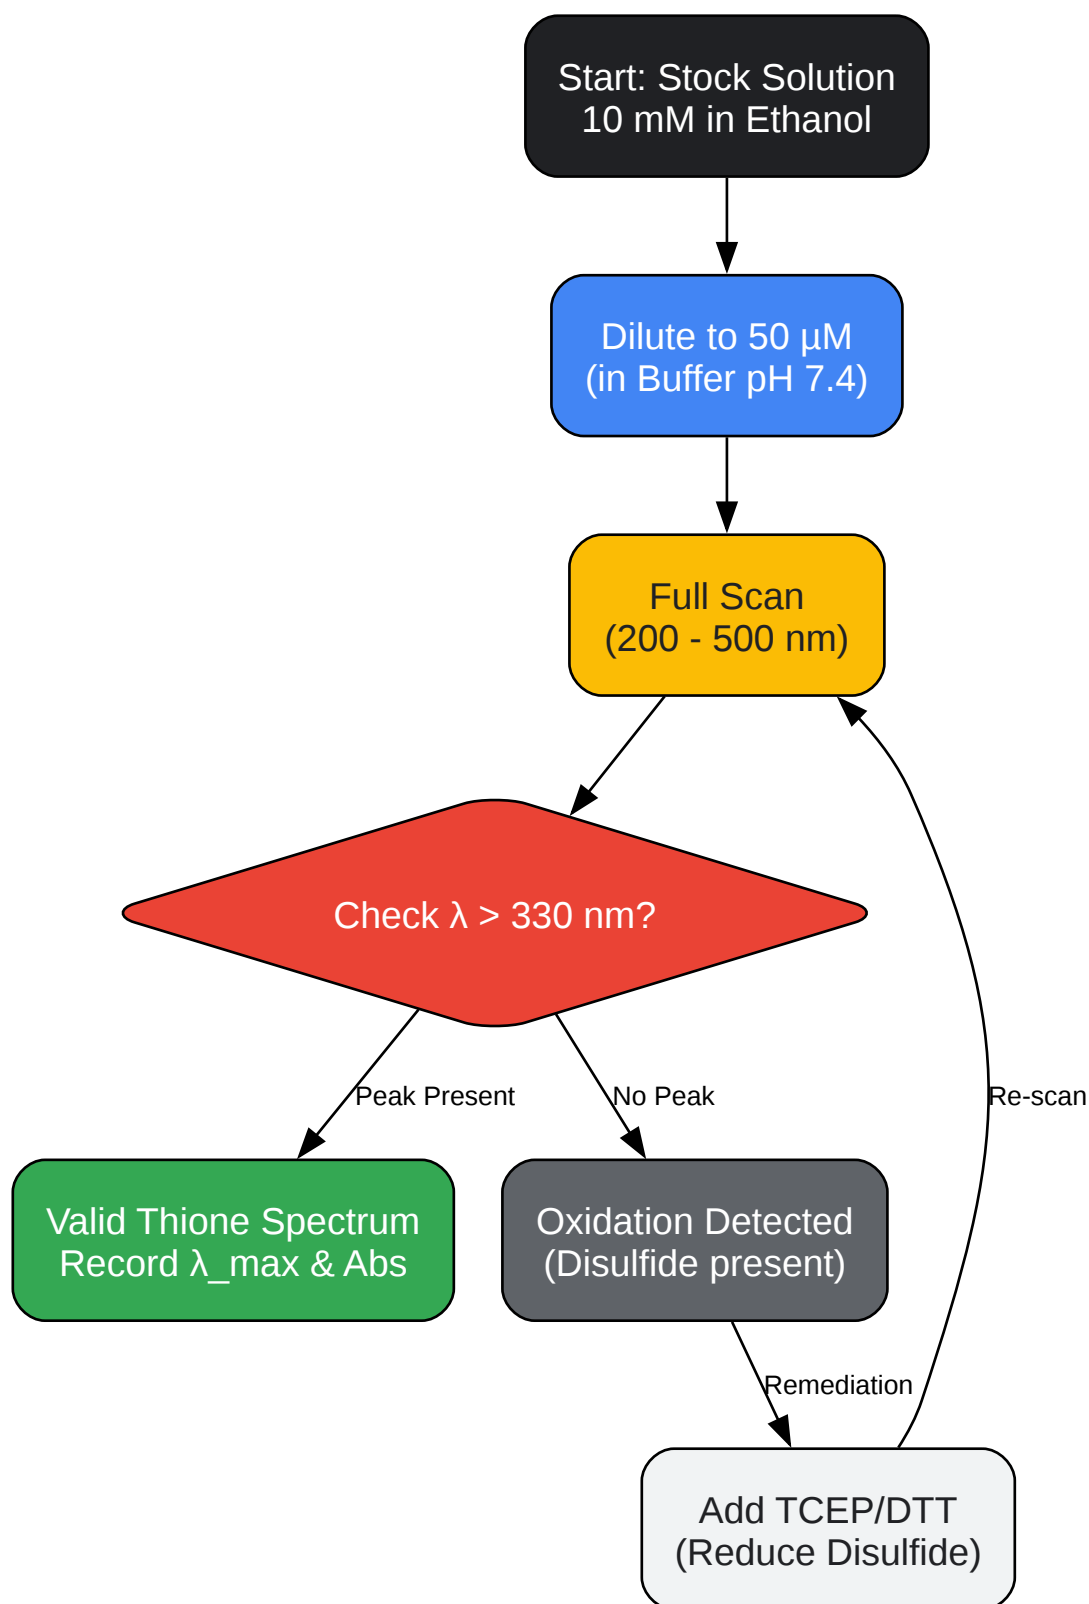 Start: Stock Solution
10 mM in Ethanol
Dilute to 50 µM
(in Buffer pH 7.4)
Full Scan
(200 - 500 nm)
Check λ > 330 nm?
Peak Present
No Peak
Re-scan
Valid Thione Spectrum
Record λ_max & Abs
Oxidation Detected
(Disulfide present)
Remediation
Add TCEP/DTT
(Reduce Disulfide)